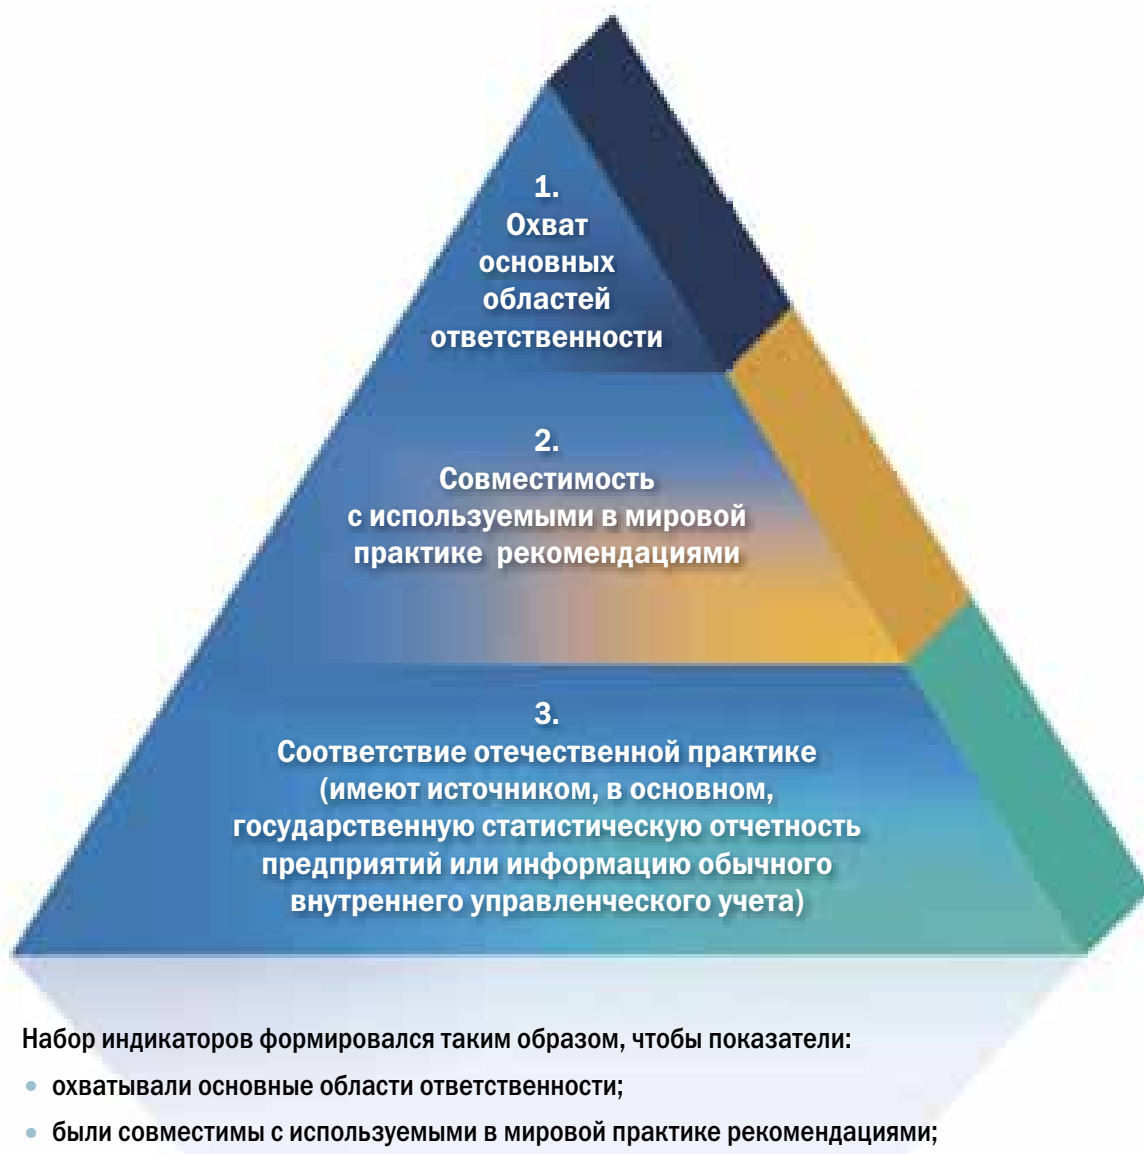 1.
Охват
основных
областей
ответственности
2.
Совместимость
с используемыми в мировой
практике рекомендациями
3.
Соответствие отечественной практике
(имеют источником, в основном,
государственную статистическую отчетность
предприятий или информацию обычного
внутреннего управленческого учета)
Набор индикаторов формировался таким образом, чтобы показатели:
• охватывали основные области ответственности;
• были совместимы с используемыми в мировой практике рекомендациями;